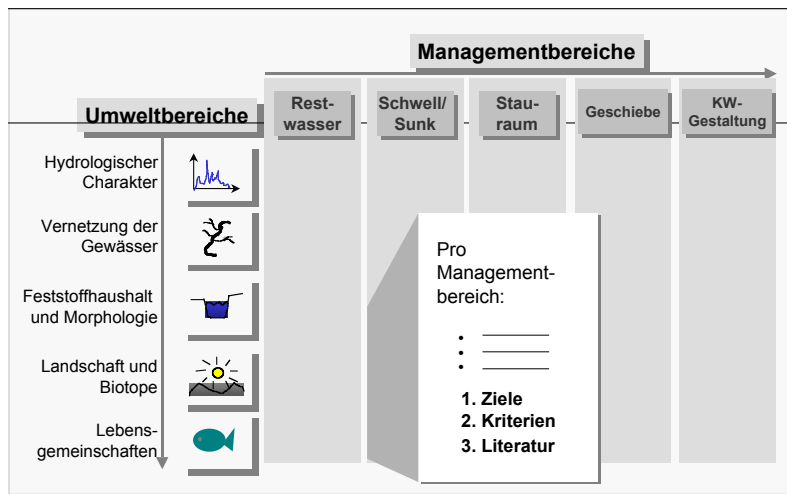 Managementbereiche
Umweltbereiche
Rest-
wasser
Schwell/
Sunk
Stau-
raum
Geschiebe
KW-
Gestaltung
Hydrologischer
Charakter
Vernetzung der
Gewässer
Feststoffhaushalt
und Morphologie
Landschaft und
Biotope
Lebens-
gemeinschaften
Pro
Management-
bereich:
1. Ziele
2. Kriterien
3. Literatur